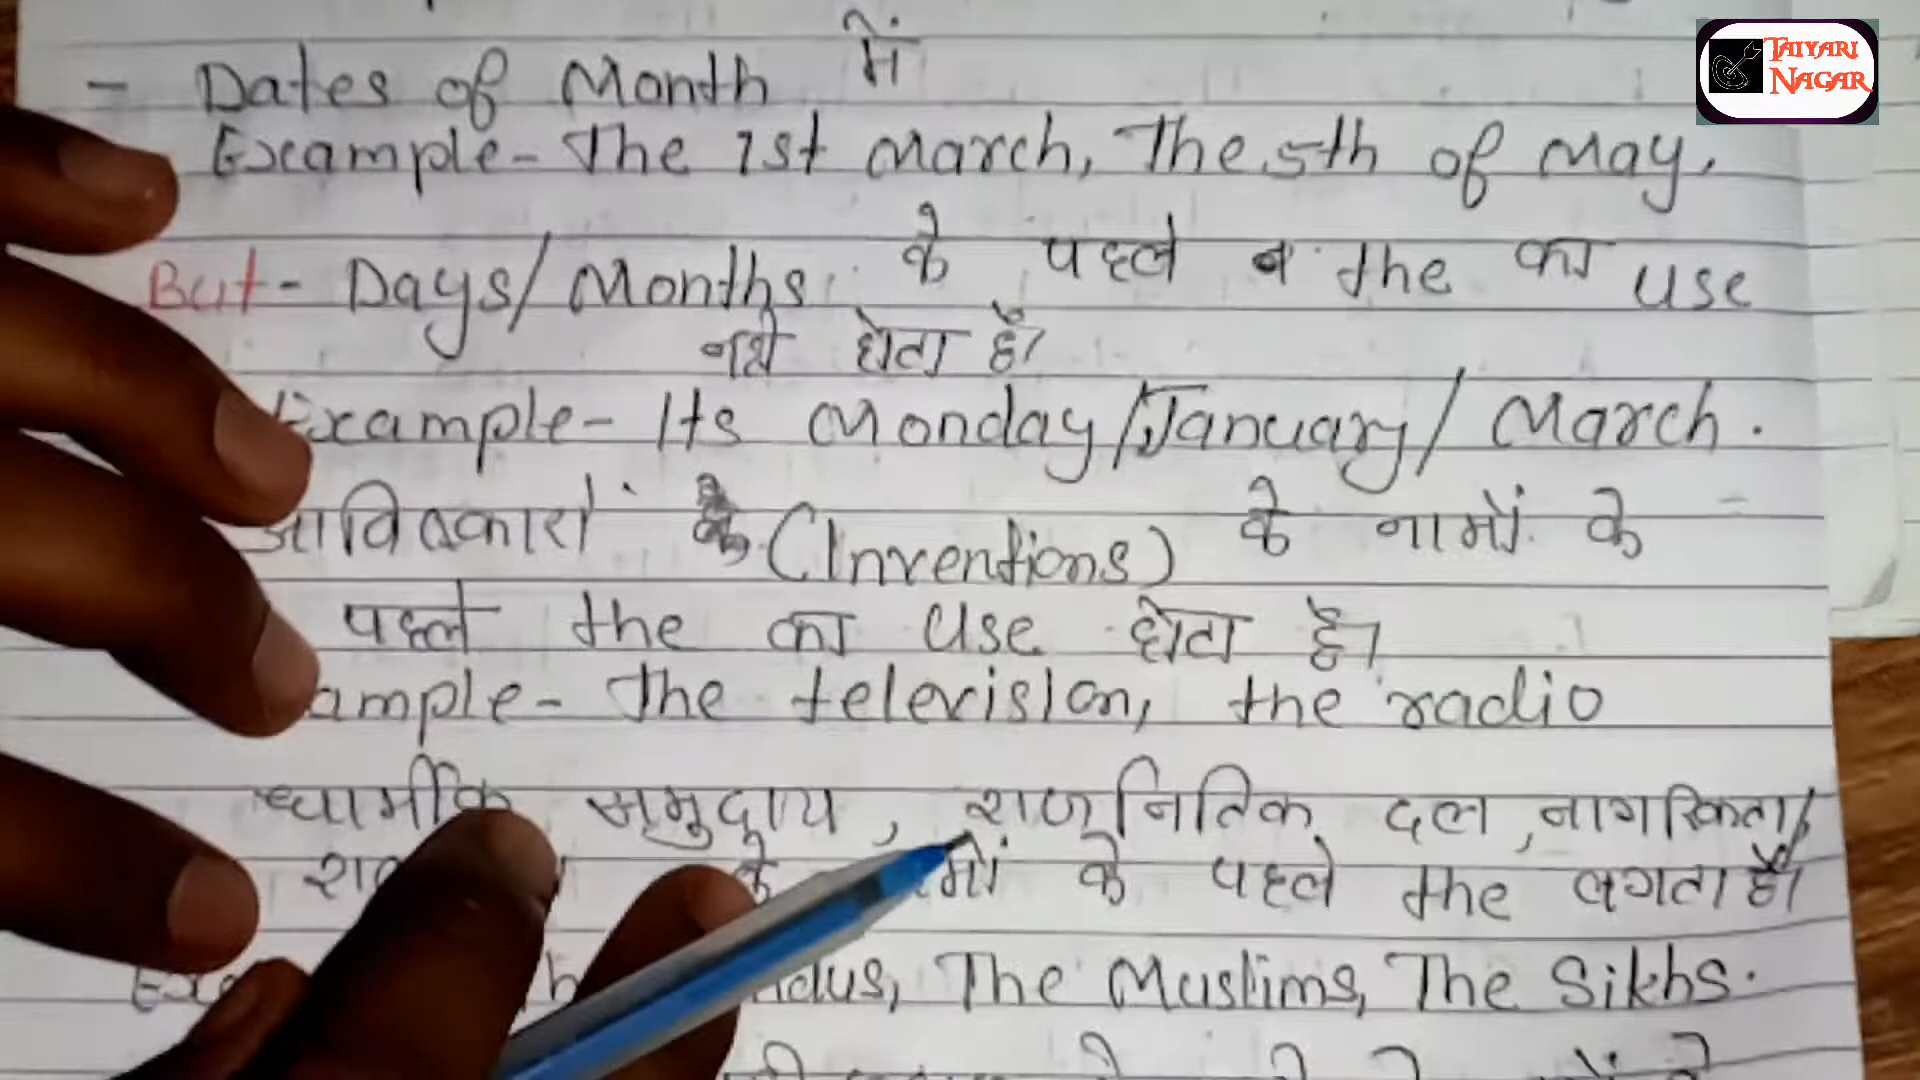 TAIYARI
NAGAR
- Dates of Month में
Example- The 1st March, The 5th of May,
But - Days/Months के पहले the का use
नही होता है।
Example- Its Monday/January/March.
आविष्कारों (Inventions) के नामों के
पहले the का use होता है।
ample- The television, the radio
धार्मीक समुदाय, राजनितिक दल, नागरिकता/
के मों के पहले the लगता है।
dus, The Muslims, The Sikhs.